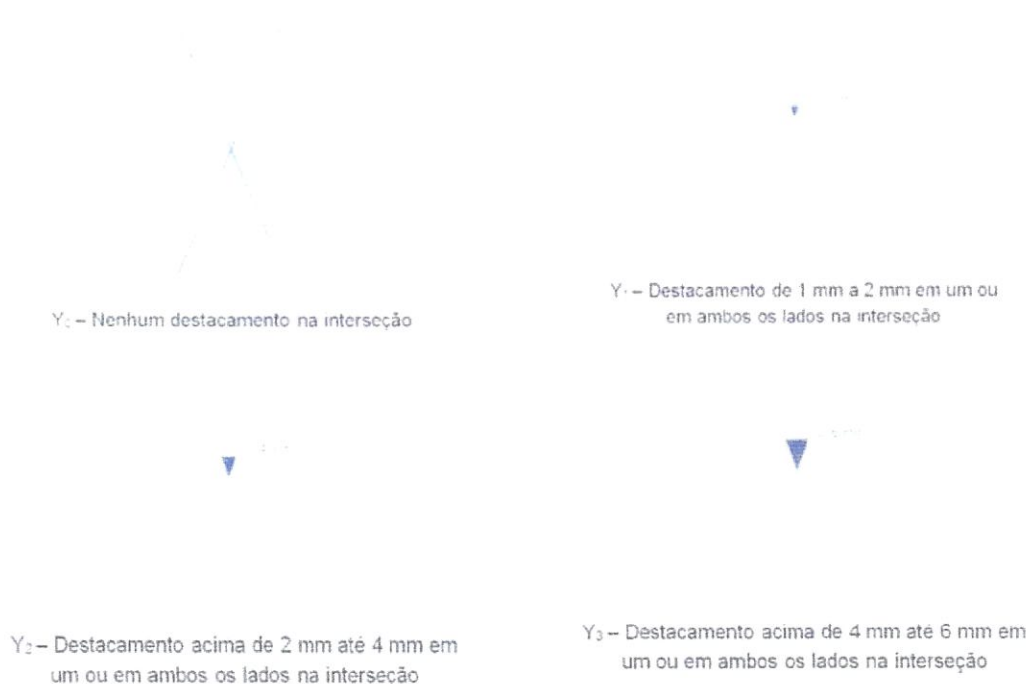 Y₀ – Nenhum destacamento na interseção
Y₁ – Destacamento de 1 mm a 2 mm em um ou
em ambos os lados na interseção
Y₂ – Destacamento acima de 2 mm até 4 mm em
um ou em ambos os lados na interseção
Y₃ – Destacamento acima de 4 mm até 6 mm em
um ou em ambos os lados na interseção